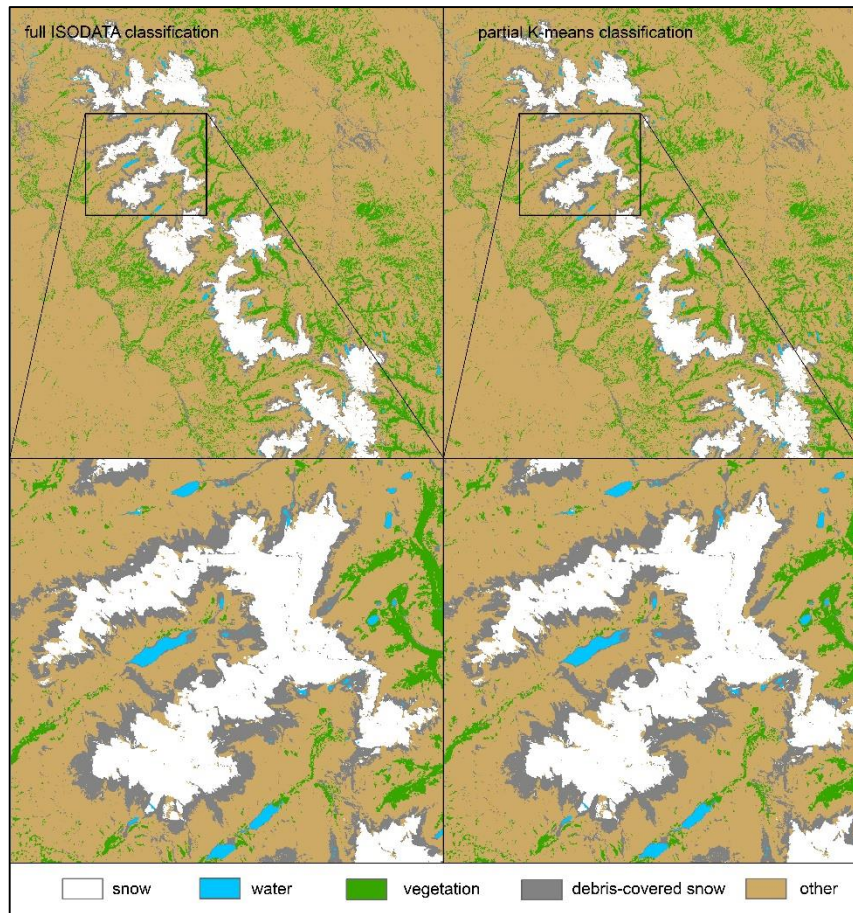 full ISODATA classification
partial K-means classification
snow
water
vegetation
debris-covered snow
other